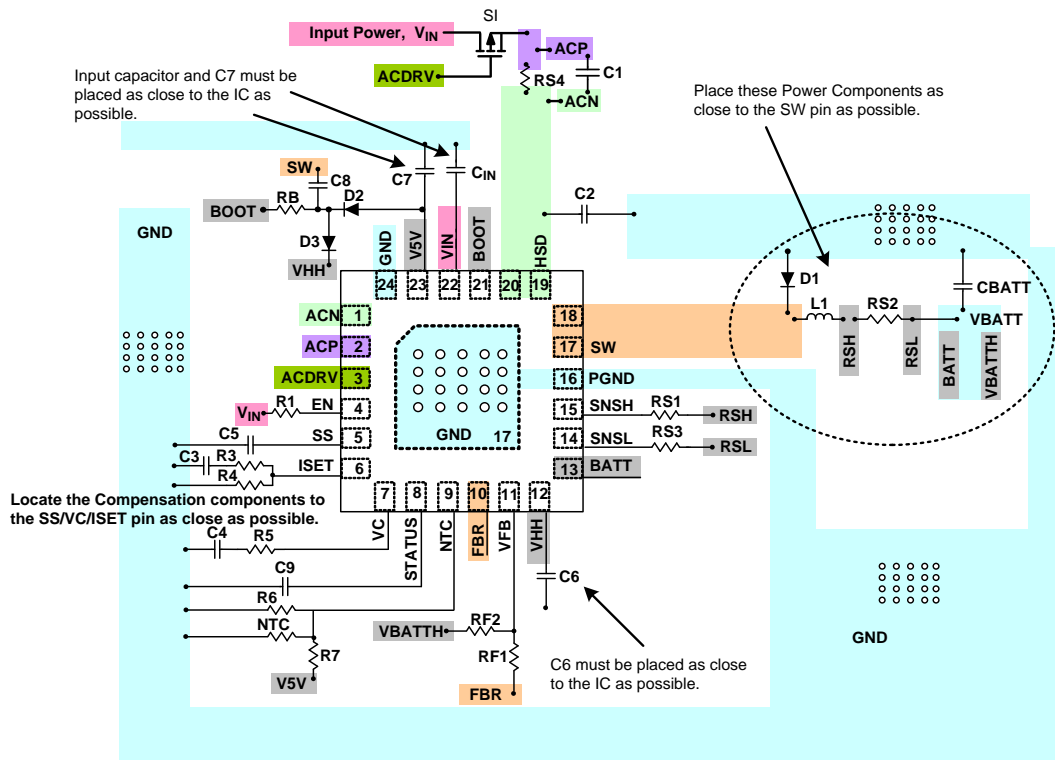 SI
Input Power, VIN
ACP
ACDRV
RS4
C1
ACN
Input capacitor and C7 must be
placed as close to the IC as
possible.
Place these Power Components as
close to the SW pin as possible.
SW
C8
C7
CIN
D2
RB
BOOT
C2
GND
D3
VHH
GND
V5V
VIN
BOOT
HSD
24
23
22
21
20
19
D1
CBATT
L1
RS2
VBATT
RSH
RSL
BATT
VBATTH
ACN
1
18
ACP
2
17
SW
ACDRV
3
16
PGND
VIN
R1
EN
4
15
SNSH
RS1
RSH
C5
SS
5
GND
17
14
SNSL
RS3
RSL
C3
R3
ISET
6
13
BATT
R4
Locate the Compensation components to
the SS/VC/ISET pin as close as possible.
7
8
9
10
11
12
VC
STATUS
NTC
FBR
VFB
VHH
C4
R5
C9
C6
R6
NTC
R7
V5V
VBATTH
RF2
RF1
FBR
C6 must be placed as close
to the IC as possible.
GND